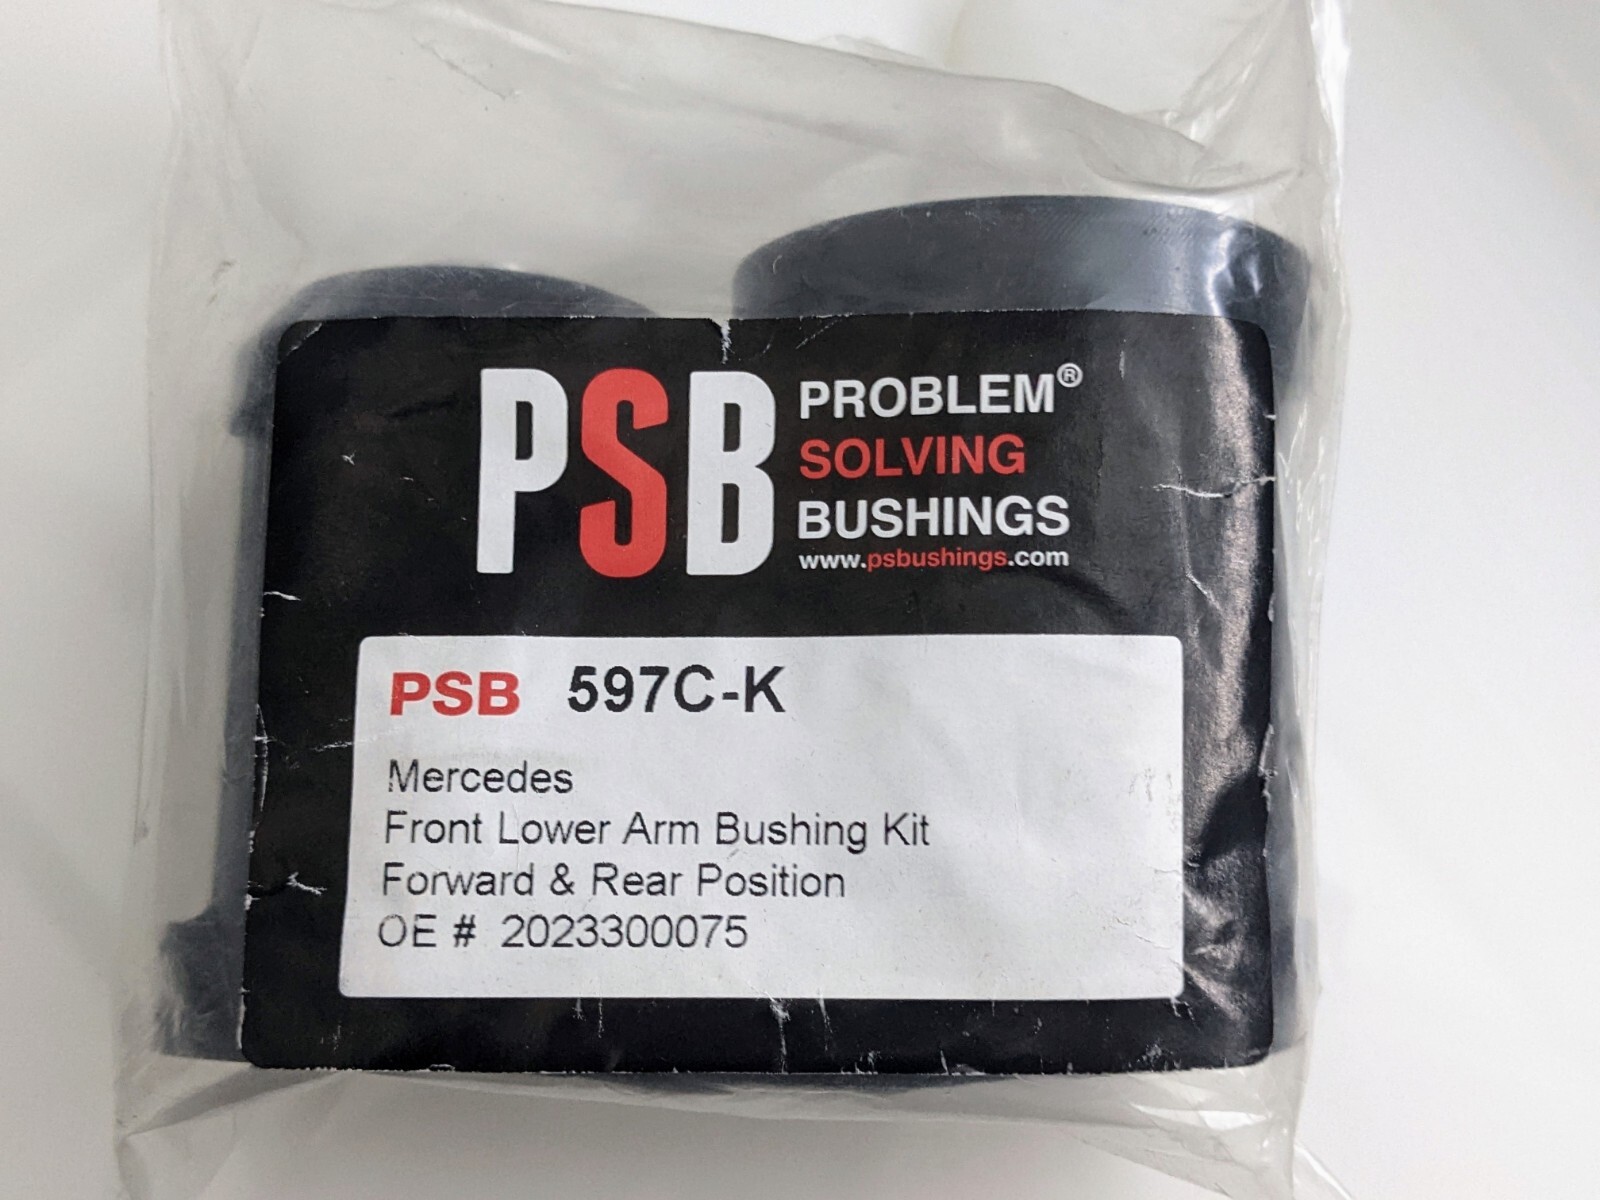 PSB PROBLEM®
SOLVING
BUSHINGS
www.psbushings.com
PSB 597C-K
Mercedes
Front Lower Arm Bushing Kit
Forward & Rear Position
OE # 2023300075